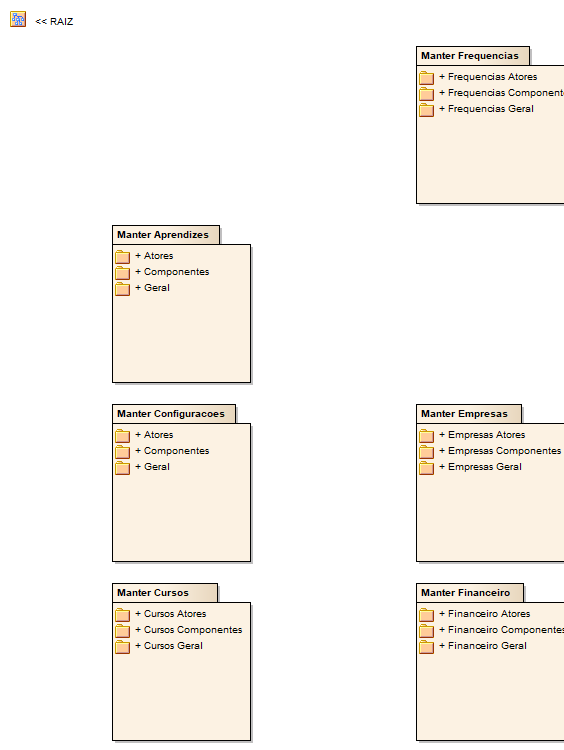 << RAIZ
Manter Frequencias
+ Frequencias Atores
+ Frequencias Component
+ Frequencias Geral
Manter Aprendizes
+ Atores
+ Componentes
+ Geral
Manter Configuracoes
+ Atores
+ Componentes
+ Geral
Manter Empresas
+ Empresas Atores
+ Empresas Componentes
+ Empresas Geral
Manter Cursos
+ Cursos Atores
+ Cursos Componentes
+ Cursos Geral
Manter Financeiro
+ Financeiro Atores
+ Financeiro Componentes
+ Financeiro Geral